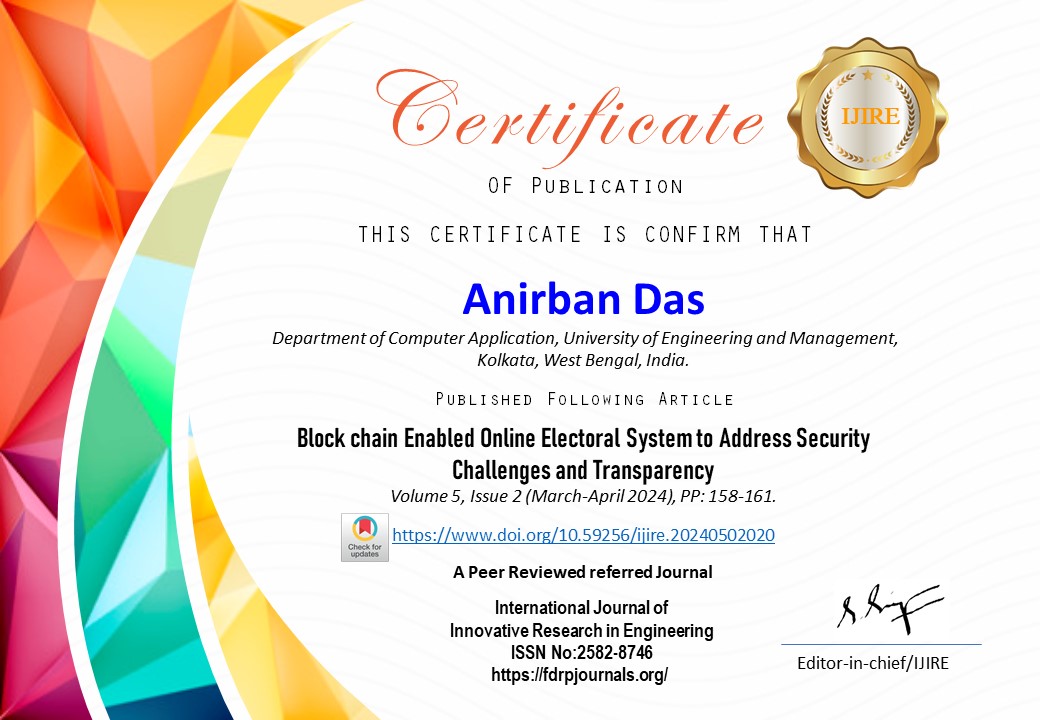 Certificate
IJIRE
OF PUBLICATION
THIS CERTIFICATE IS CONFIRM THAT
Anirban Das
Department of Computer Application, University of Engineering and Management,
Kolkata, West Bengal, India.
PUBLISHED FOLLOWING ARTICLE
Block chain Enabled Online Electoral System to Address Security
Challenges and Transparency
Volume 5, Issue 2 (March-April 2024), PP: 158-161.
Check for
updates
https://www.doi.org/10.59256/ijire.20240502020
A Peer Reviewed referred Journal
International Journal of
Innovative Research in Engineering
ISSN No:2582-8746
https://fdrpjournals.org/
Editor-in-chief/IJIRE